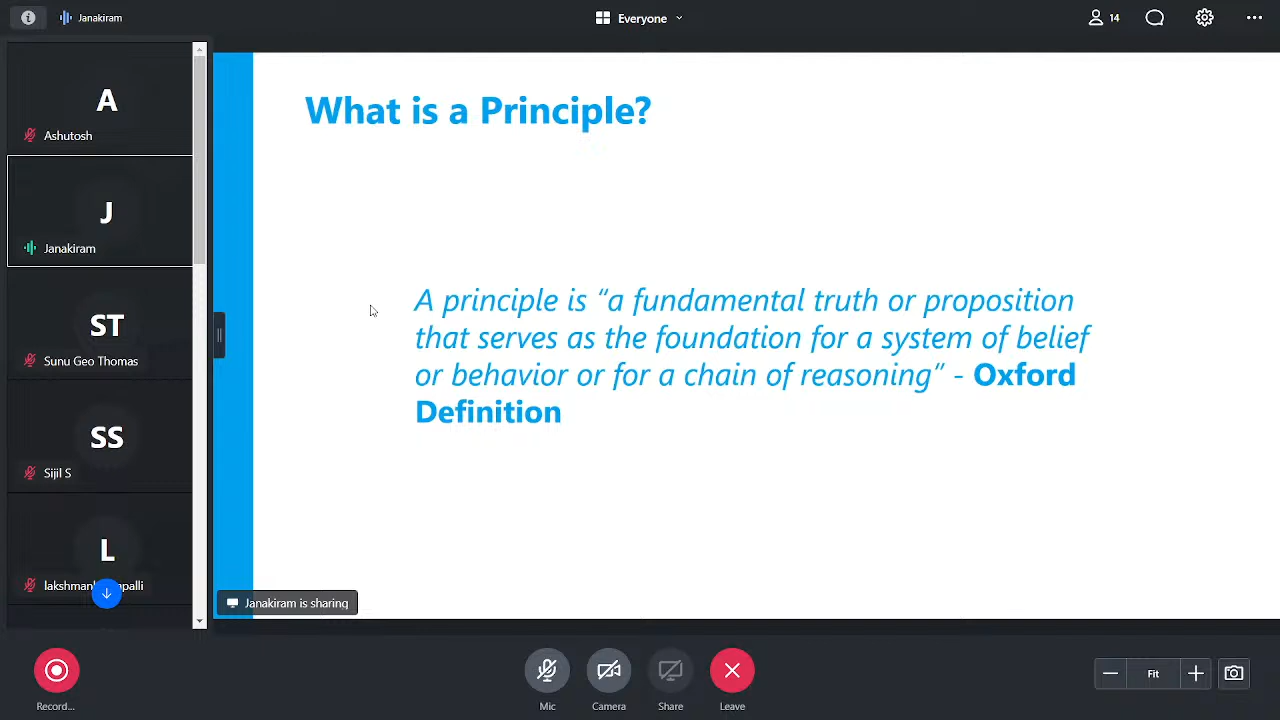 Janakiram
Everyone
14
A
Ashutosh
J
Janakiram
ST
Sunu Geo Thomas
SS
Sijil S
L
What is a Principle?
A principle is “a fundamental truth or proposition
that serves as the foundation for a system of belief
or behavior or for a chain of reasoning” - Oxford
Definition
Janakiram is sharing
Record...
Mic
Camera
Share
Leave
Fit